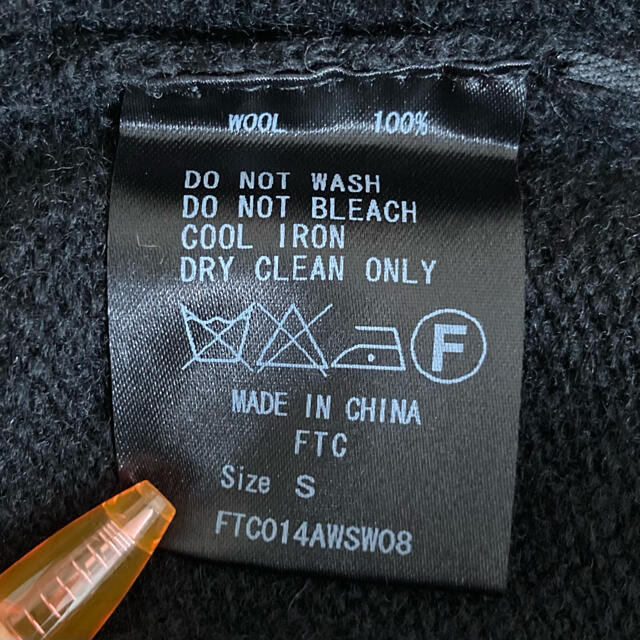 WOOL 100%
DO NOT WASH
DO NOT BLEACH
COOL IRON
DRY CLEAN ONLY
F
MADE IN CHINA
FTC
Size S
FTC014AWSW08